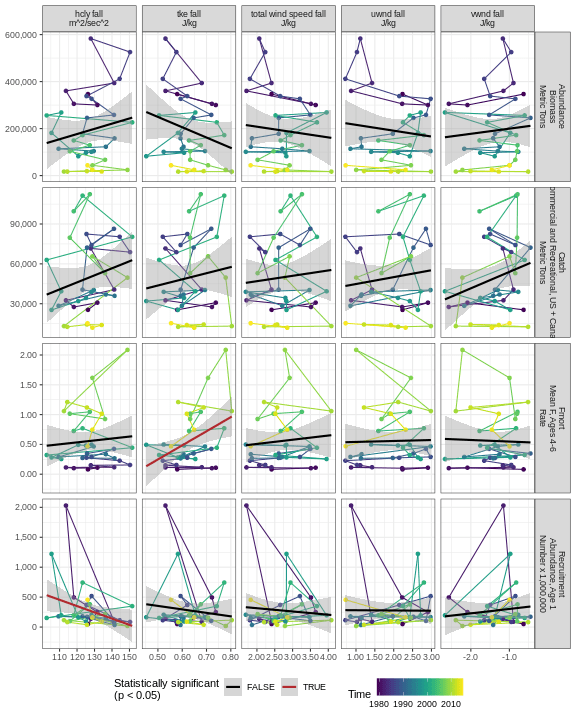 hcly fall tke fall total wind speed fall uwnd fall vwnd fall
m^2/sec^2 J/kg J/kg J/kg J/kg
600,000
400,000
200,000
0
Abundance
Biomass
Metric Tons
90,000
60,000
30,000
Catch
ommercial and Recreational, US + Cana
Metric Tons
2.00
1.50
1.00
0.50
0.00
Fmort
Mean F, Ages 4-6
Rate
2,000
1,500
1,000
500
0
Recruitment
Abundance, Age 1
Number x 1,000,000
110 120 130 140 150 0.50 0.60 0.70 0.80 2.00 2.50 3.00 3.50 4.00 1.00 1.50 2.00 2.50 3.00 -2.0 -1.0
Statistically significant
(p < 0.05)
FALSE TRUE
Time
1980 1990 2000 2010